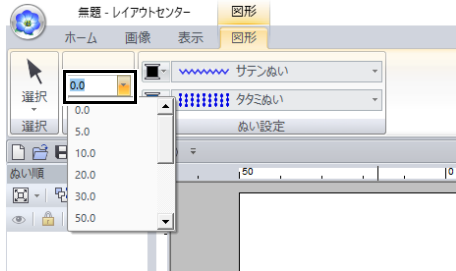 無題 - レイアウトセンター
図形
ホーム 画像 表示 図形
0.0
サテンぬい
選択
タタミぬい
選択
ぬい設定
0.0
5.0
10.0
20.0
30.0
50.0
ぬい順
50
0